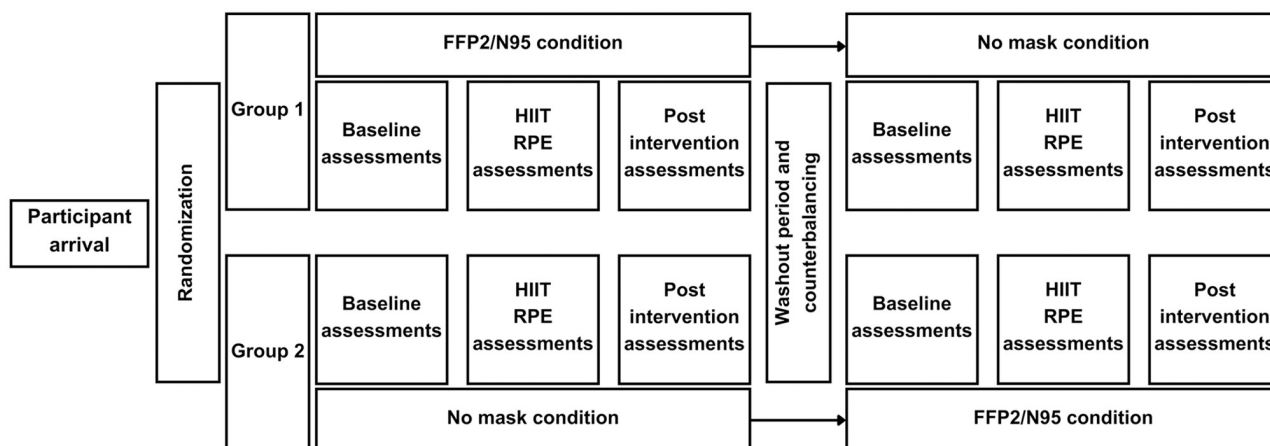 Participant
arrival
Randomization
Group 1
FFP2/N95 condition
Baseline
assessments
HIIT
RPE
assessments
Post
intervention
assessments
Washout period and
counterbalancing
No mask condition
Baseline
assessments
HIIT
RPE
assessments
Post
intervention
assessments
Group 2
Baseline
assessments
HIIT
RPE
assessments
Post
intervention
assessments
No mask condition
Baseline
assessments
HIIT
RPE
assessments
Post
intervention
assessments
FFP2/N95 condition